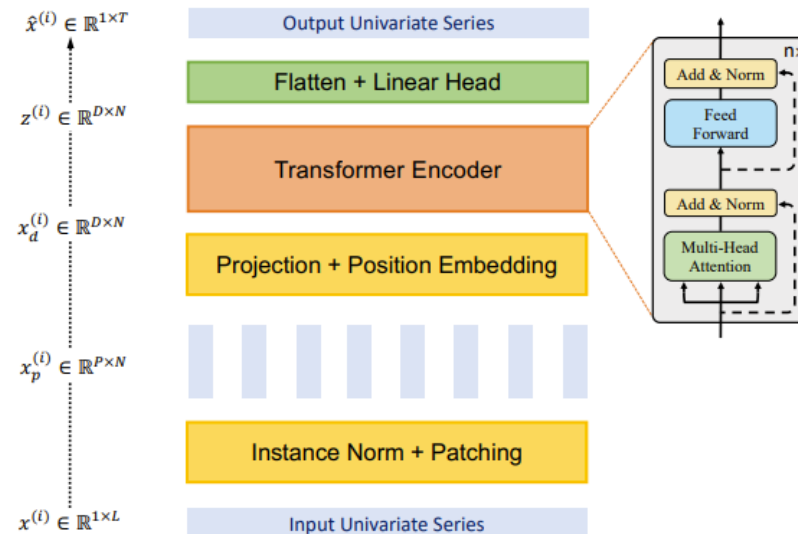 x̂⁽ⁱ⁾ ∈ ℝ^{1×T}
Output Univariate Series
Flatten + Linear Head
z⁽ⁱ⁾ ∈ ℝ^{D×N}
Transformer Encoder
x_d⁽ⁱ⁾ ∈ ℝ^{D×N}
Projection + Position Embedding
x_p⁽ⁱ⁾ ∈ ℝ^{P×N}
Instance Norm + Patching
x⁽ⁱ⁾ ∈ ℝ^{1×L}
Input Univariate Series
n×
Add & Norm
Feed
Forward
Add & Norm
Multi-Head
Attention